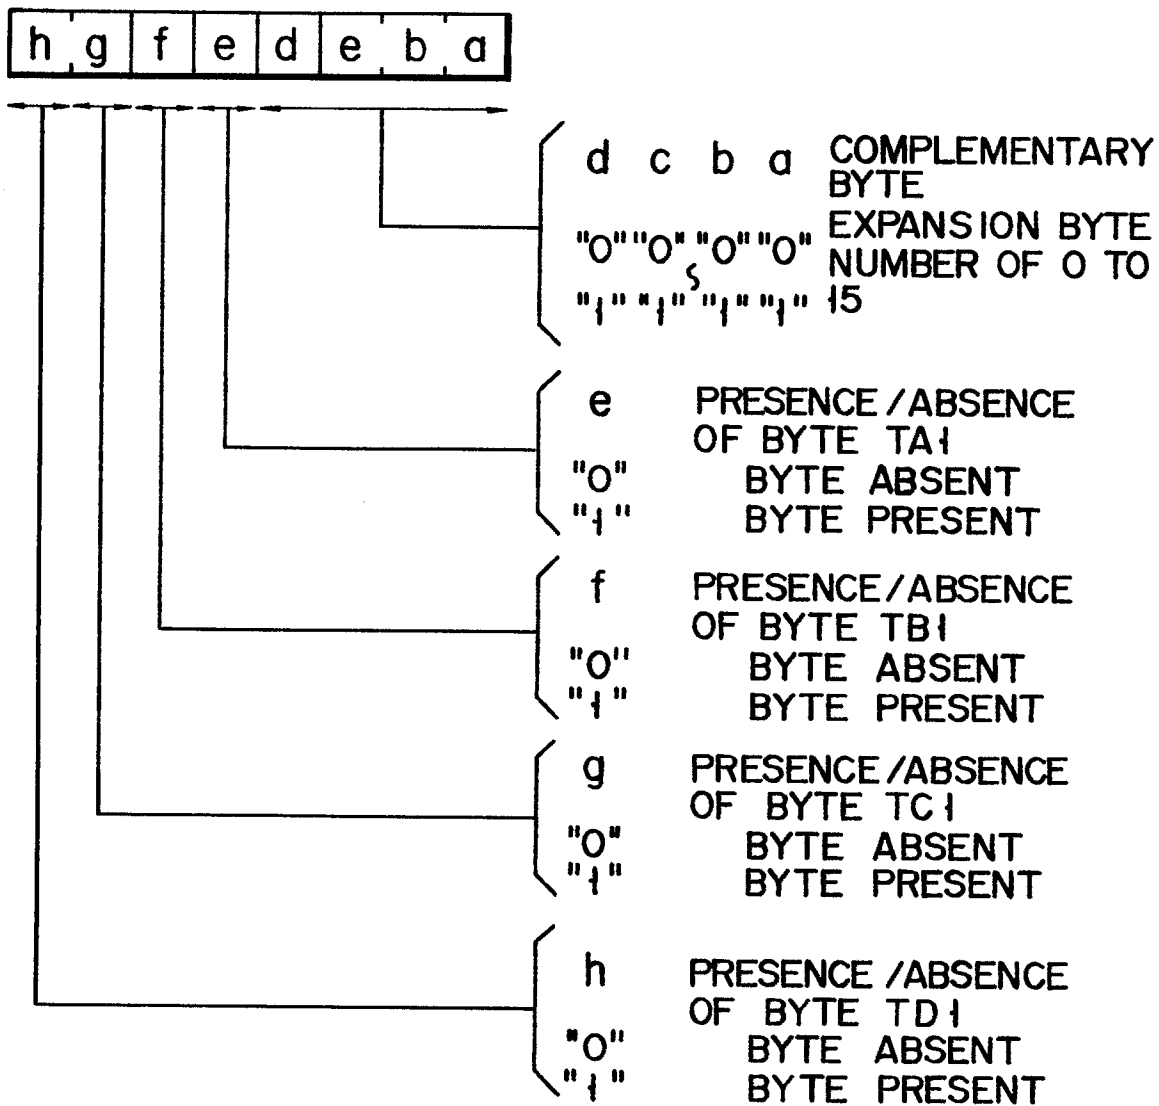 h g f e d e b a
d c b a COMPLEMENTARY
BYTE
EXPANSION BYTE
"0" "0" "0" "0" NUMBER OF 0 TO
"1" "1" "1" "1" 15
e PRESENCE/ABSENCE
OF BYTE TA1
"0" BYTE ABSENT
"1" BYTE PRESENT
f PRESENCE/ABSENCE
OF BYTE TB1
"0" BYTE ABSENT
"1" BYTE PRESENT
g PRESENCE/ABSENCE
OF BYTE TC1
"0" BYTE ABSENT
"1" BYTE PRESENT
h PRESENCE/ABSENCE
OF BYTE TD1
"0" BYTE ABSENT
"1" BYTE PRESENT